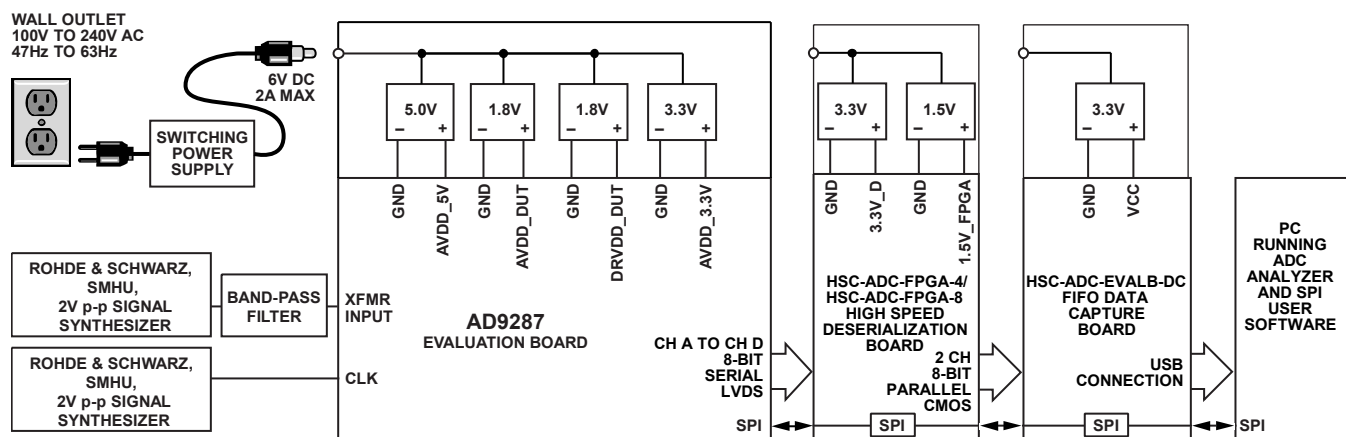 WALL OUTLET
100V TO 240V AC
47Hz TO 63Hz
6V DC
2A MAX
SWITCHING
POWER
SUPPLY
5.0V
– +
1.8V
– +
1.8V
– +
3.3V
– +
GND
AVDD_5V
GND
AVDD_DUT
GND
DRVDD_DUT
GND
AVDD_3.3V
3.3V
– +
1.5V
– +
GND
3.3V_D
GND
1.5V_FPGA
3.3V
– +
GND
VCC
ROHDE & SCHWARZ,
SMHU,
2V p-p SIGNAL
SYNTHESIZER
BAND-PASS
FILTER
XFMR
INPUT
ROHDE & SCHWARZ,
SMHU,
2V p-p SIGNAL
SYNTHESIZER
CLK
AD9287
EVALUATION BOARD
CH A TO CH D
8-BIT
SERIAL
LVDS
SPI
HSC-ADC-FPGA-4/
HSC-ADC-FPGA-8
HIGH SPEED
DESERIALIZATION
BOARD
2 CH
8-BIT
PARALLEL
CMOS
SPI
HSC-ADC-EVALB-DC
FIFO DATA
CAPTURE
BOARD
USB
CONNECTION
SPI
PC
RUNNING
ADC
ANALYZER
AND SPI
USER
SOFTWARE
SPI